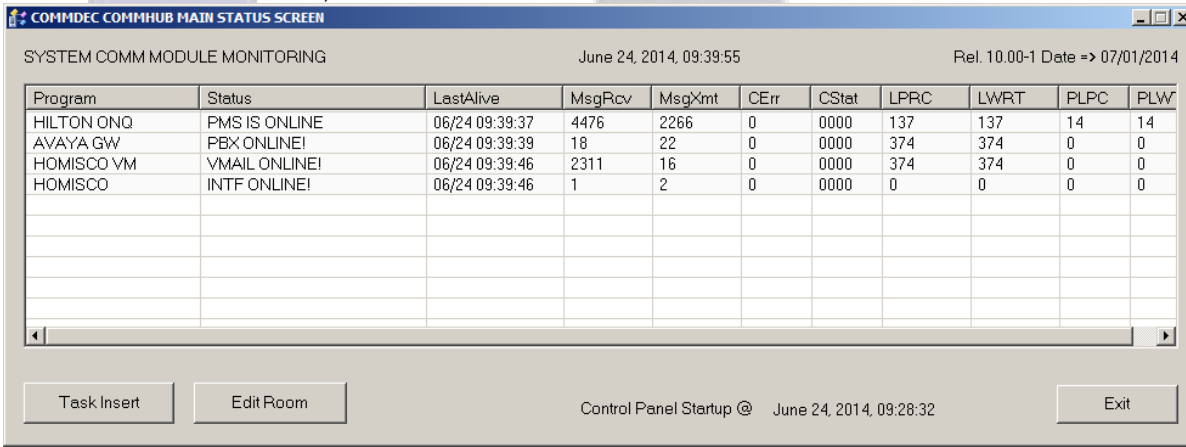 COMMDEC COMMHUB MAIN STATUS SCREEN
SYSTEM COMM MODULE MONITORING June 24, 2014, 09:39:55 Rel. 10.00-1 Date => 07/01/2014
Program Status LastAlive MsgRcv MsgXmt CErr CStat LPRC LWRT PLPC PLWT
HILTON ONQ PMS IS ONLINE 06/24 09:39:37 4476 2266 0 0000 137 137 14 14
AVAYA GW PBX ONLINE! 06/24 09:39:39 18 22 0 0000 374 374 0 0
HOMISCO VM VMAIL ONLINE! 06/24 09:39:46 2311 16 0 0000 374 374 0 0
HOMISCO INTF ONLINE! 06/24 09:39:46 1 2 0 0000 0 0 0 0
Task Insert Edit Room Control Panel Startup @ June 24, 2014, 09:28:32 Exit